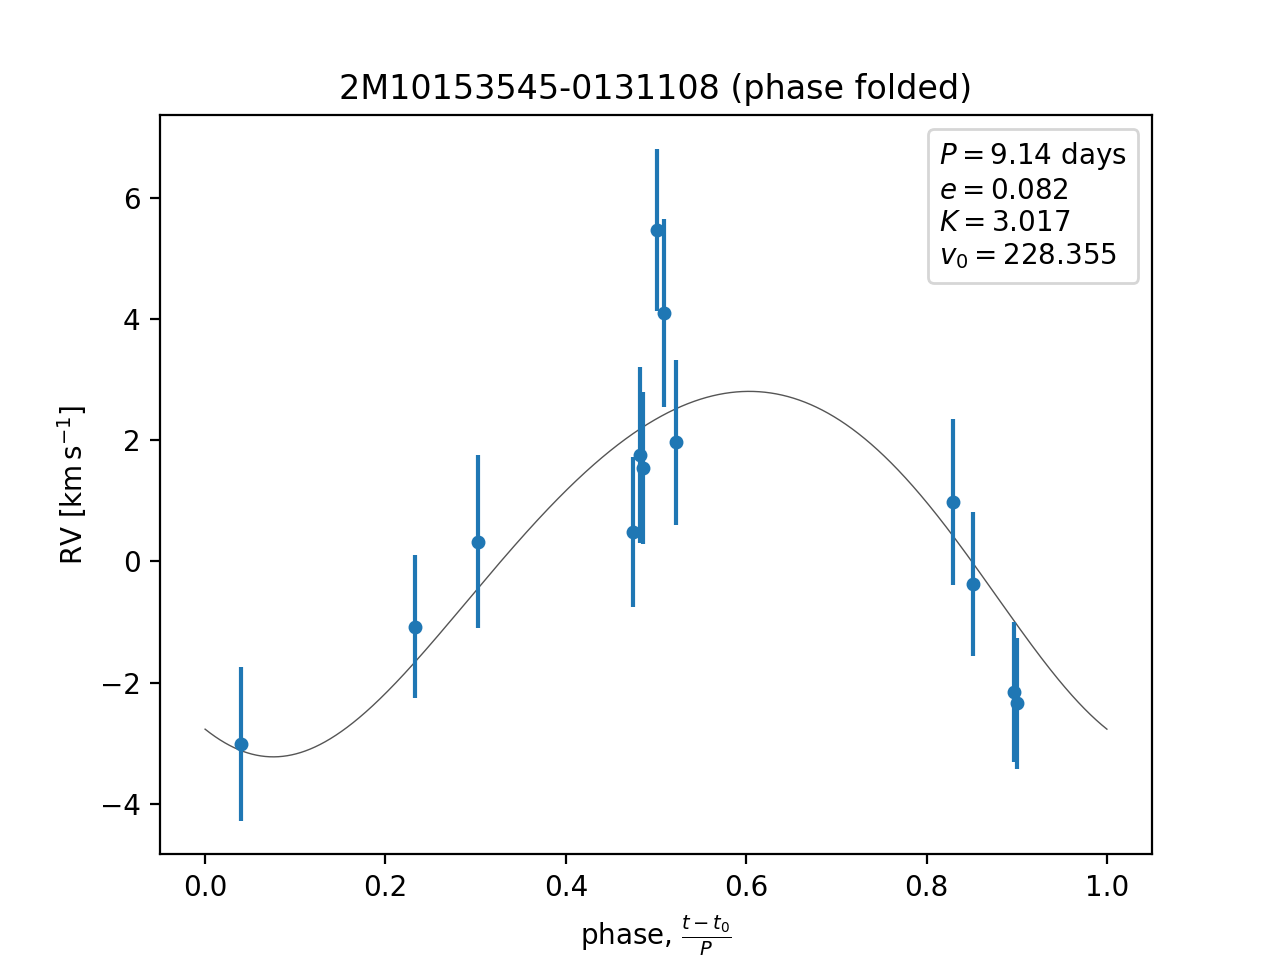 2M10153545-0131108 (phase folded)
P = 9.14 days
e = 0.082
K = 3.017
v₀ = 228.355
RV [km s⁻¹]
6
4
2
0
−2
−4
0.0 0.2 0.4 0.6 0.8 1.0
phase, (t − t₀)/P